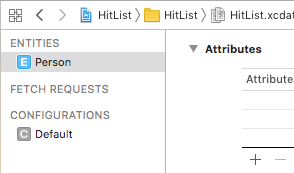 HitList HitList HitList.xcdat
ENTITIES
E Person
FETCH REQUESTS
CONFIGURATIONS
C Default
Attributes
Attribute